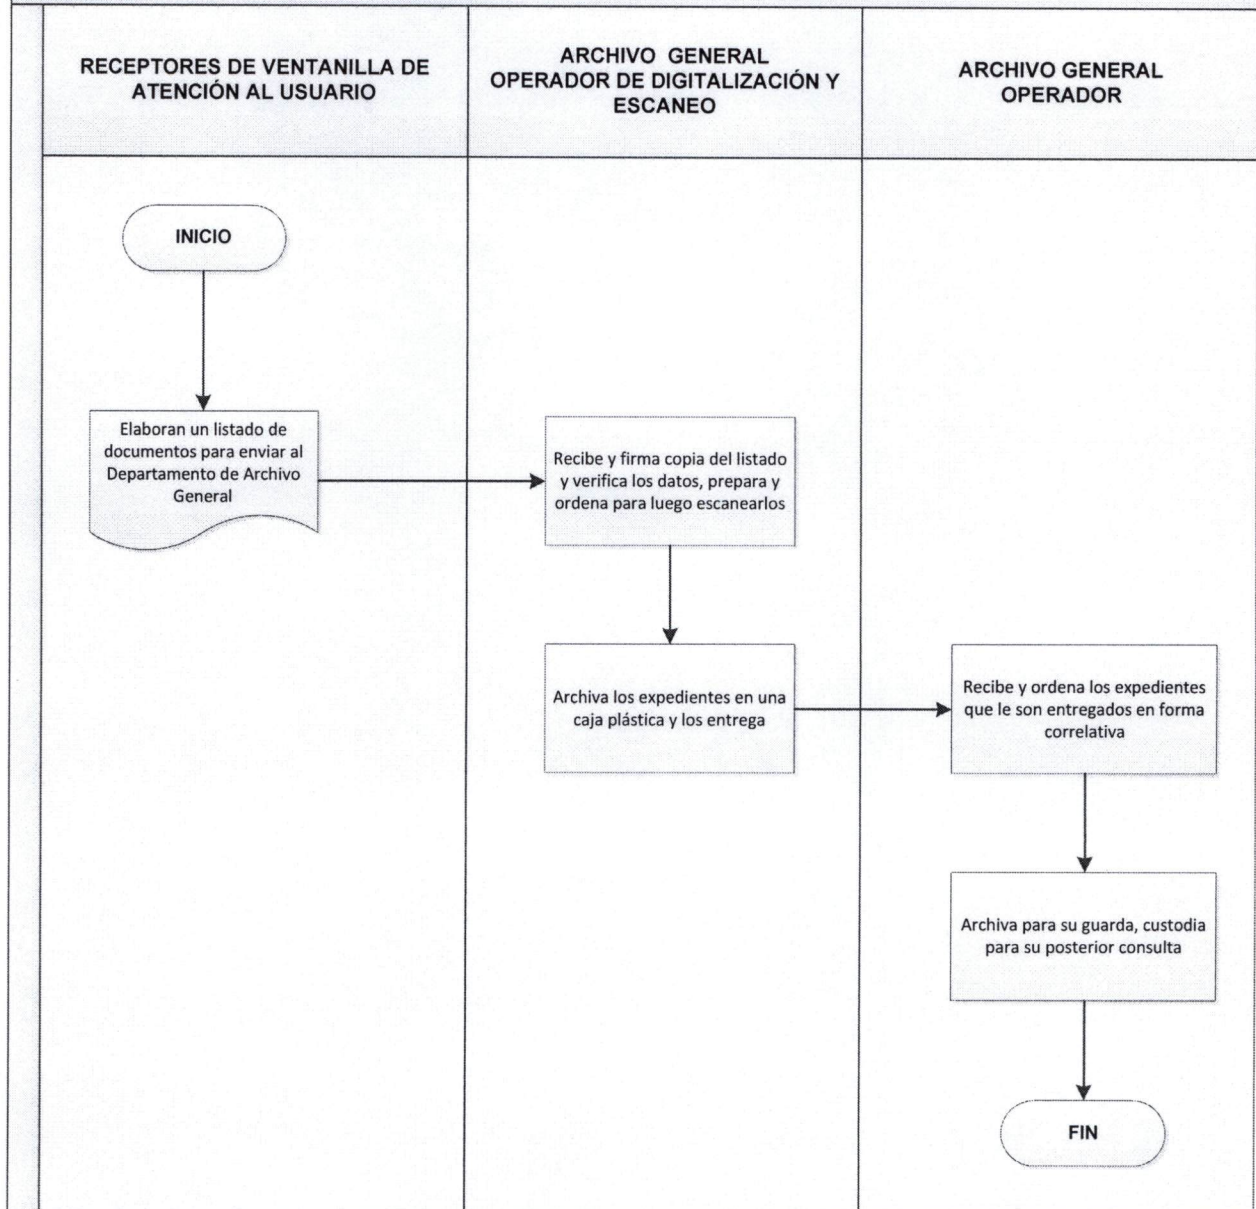 RECEPTORES DE VENTANILLA DE
ATENCIÓN AL USUARIO
ARCHIVO GENERAL
OPERADOR DE DIGITALIZACIÓN Y
ESCANEO
ARCHIVO GENERAL
OPERADOR
INICIO
Elaboran un listado de
documentos para enviar al
Departamento de Archivo
General
Recibe y firma copia del listado
y verifica los datos, prepara y
ordena para luego escanearlos
Archiva los expedientes en una
caja plástica y los entrega
Recibe y ordena los expedientes
que le son entregados en forma
correlativa
Archiva para su guarda, custodia
para su posterior consulta
FIN